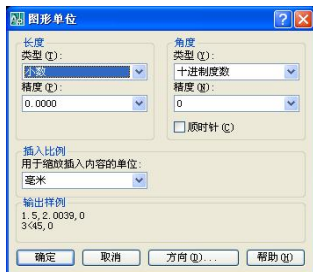 图形单位
长度
类型(T):
小数
精度(P):
0.0000
角度
类型(Y):
十进制度数
精度(N):
0
顺时针(C)
插入比例
用于缩放插入内容的单位:
毫米
输出样例
1.5,2.0039,0
3<45,0
确定
取消
方向(D)...
帮助(H)